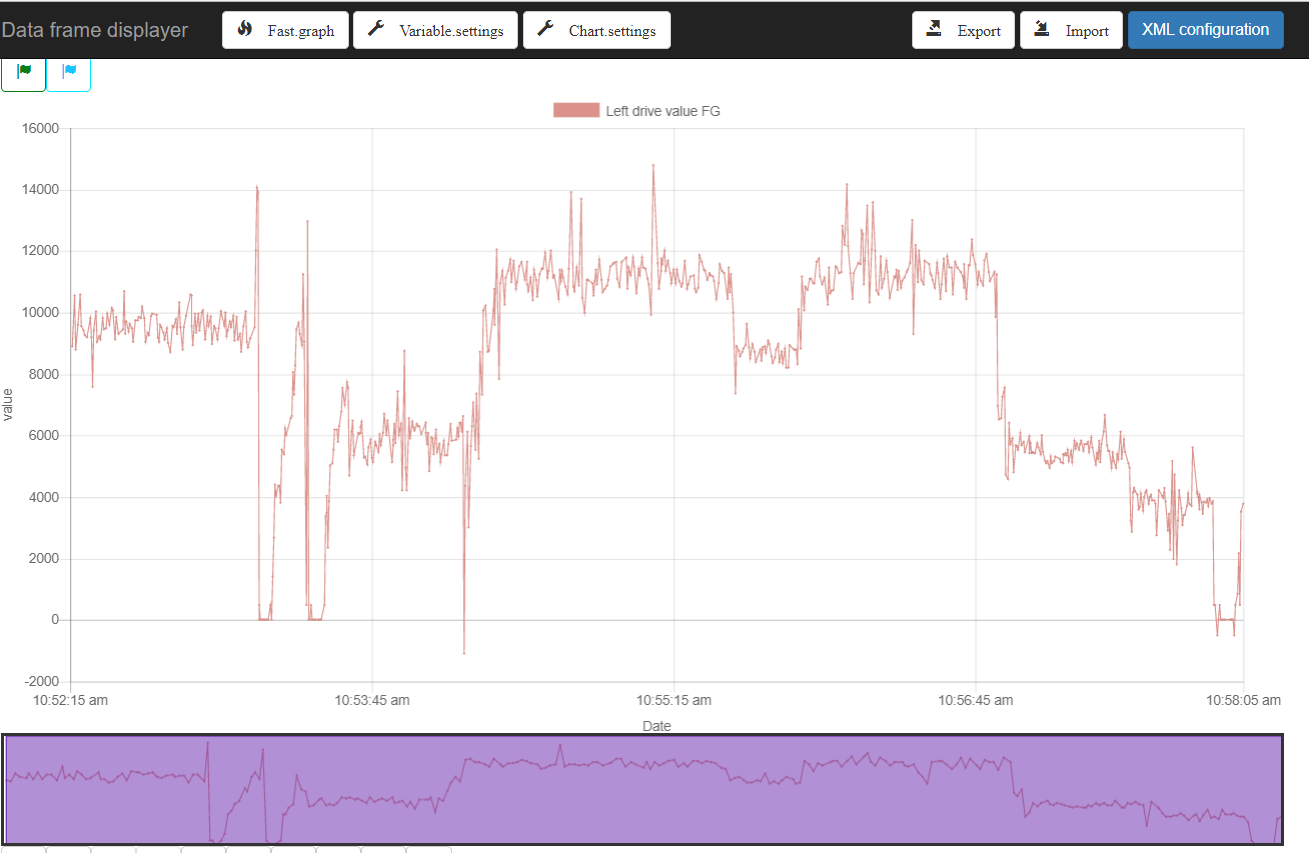 Data frame displayer Fast.graph Variable.settings Chart.settings Export Import XML configuration
Left drive value FG
16000
14000
12000
10000
8000
6000
4000
2000
0
-2000
value
10:52:15 am 10:53:45 am 10:55:15 am 10:56:45 am 10:58:05 am
Date